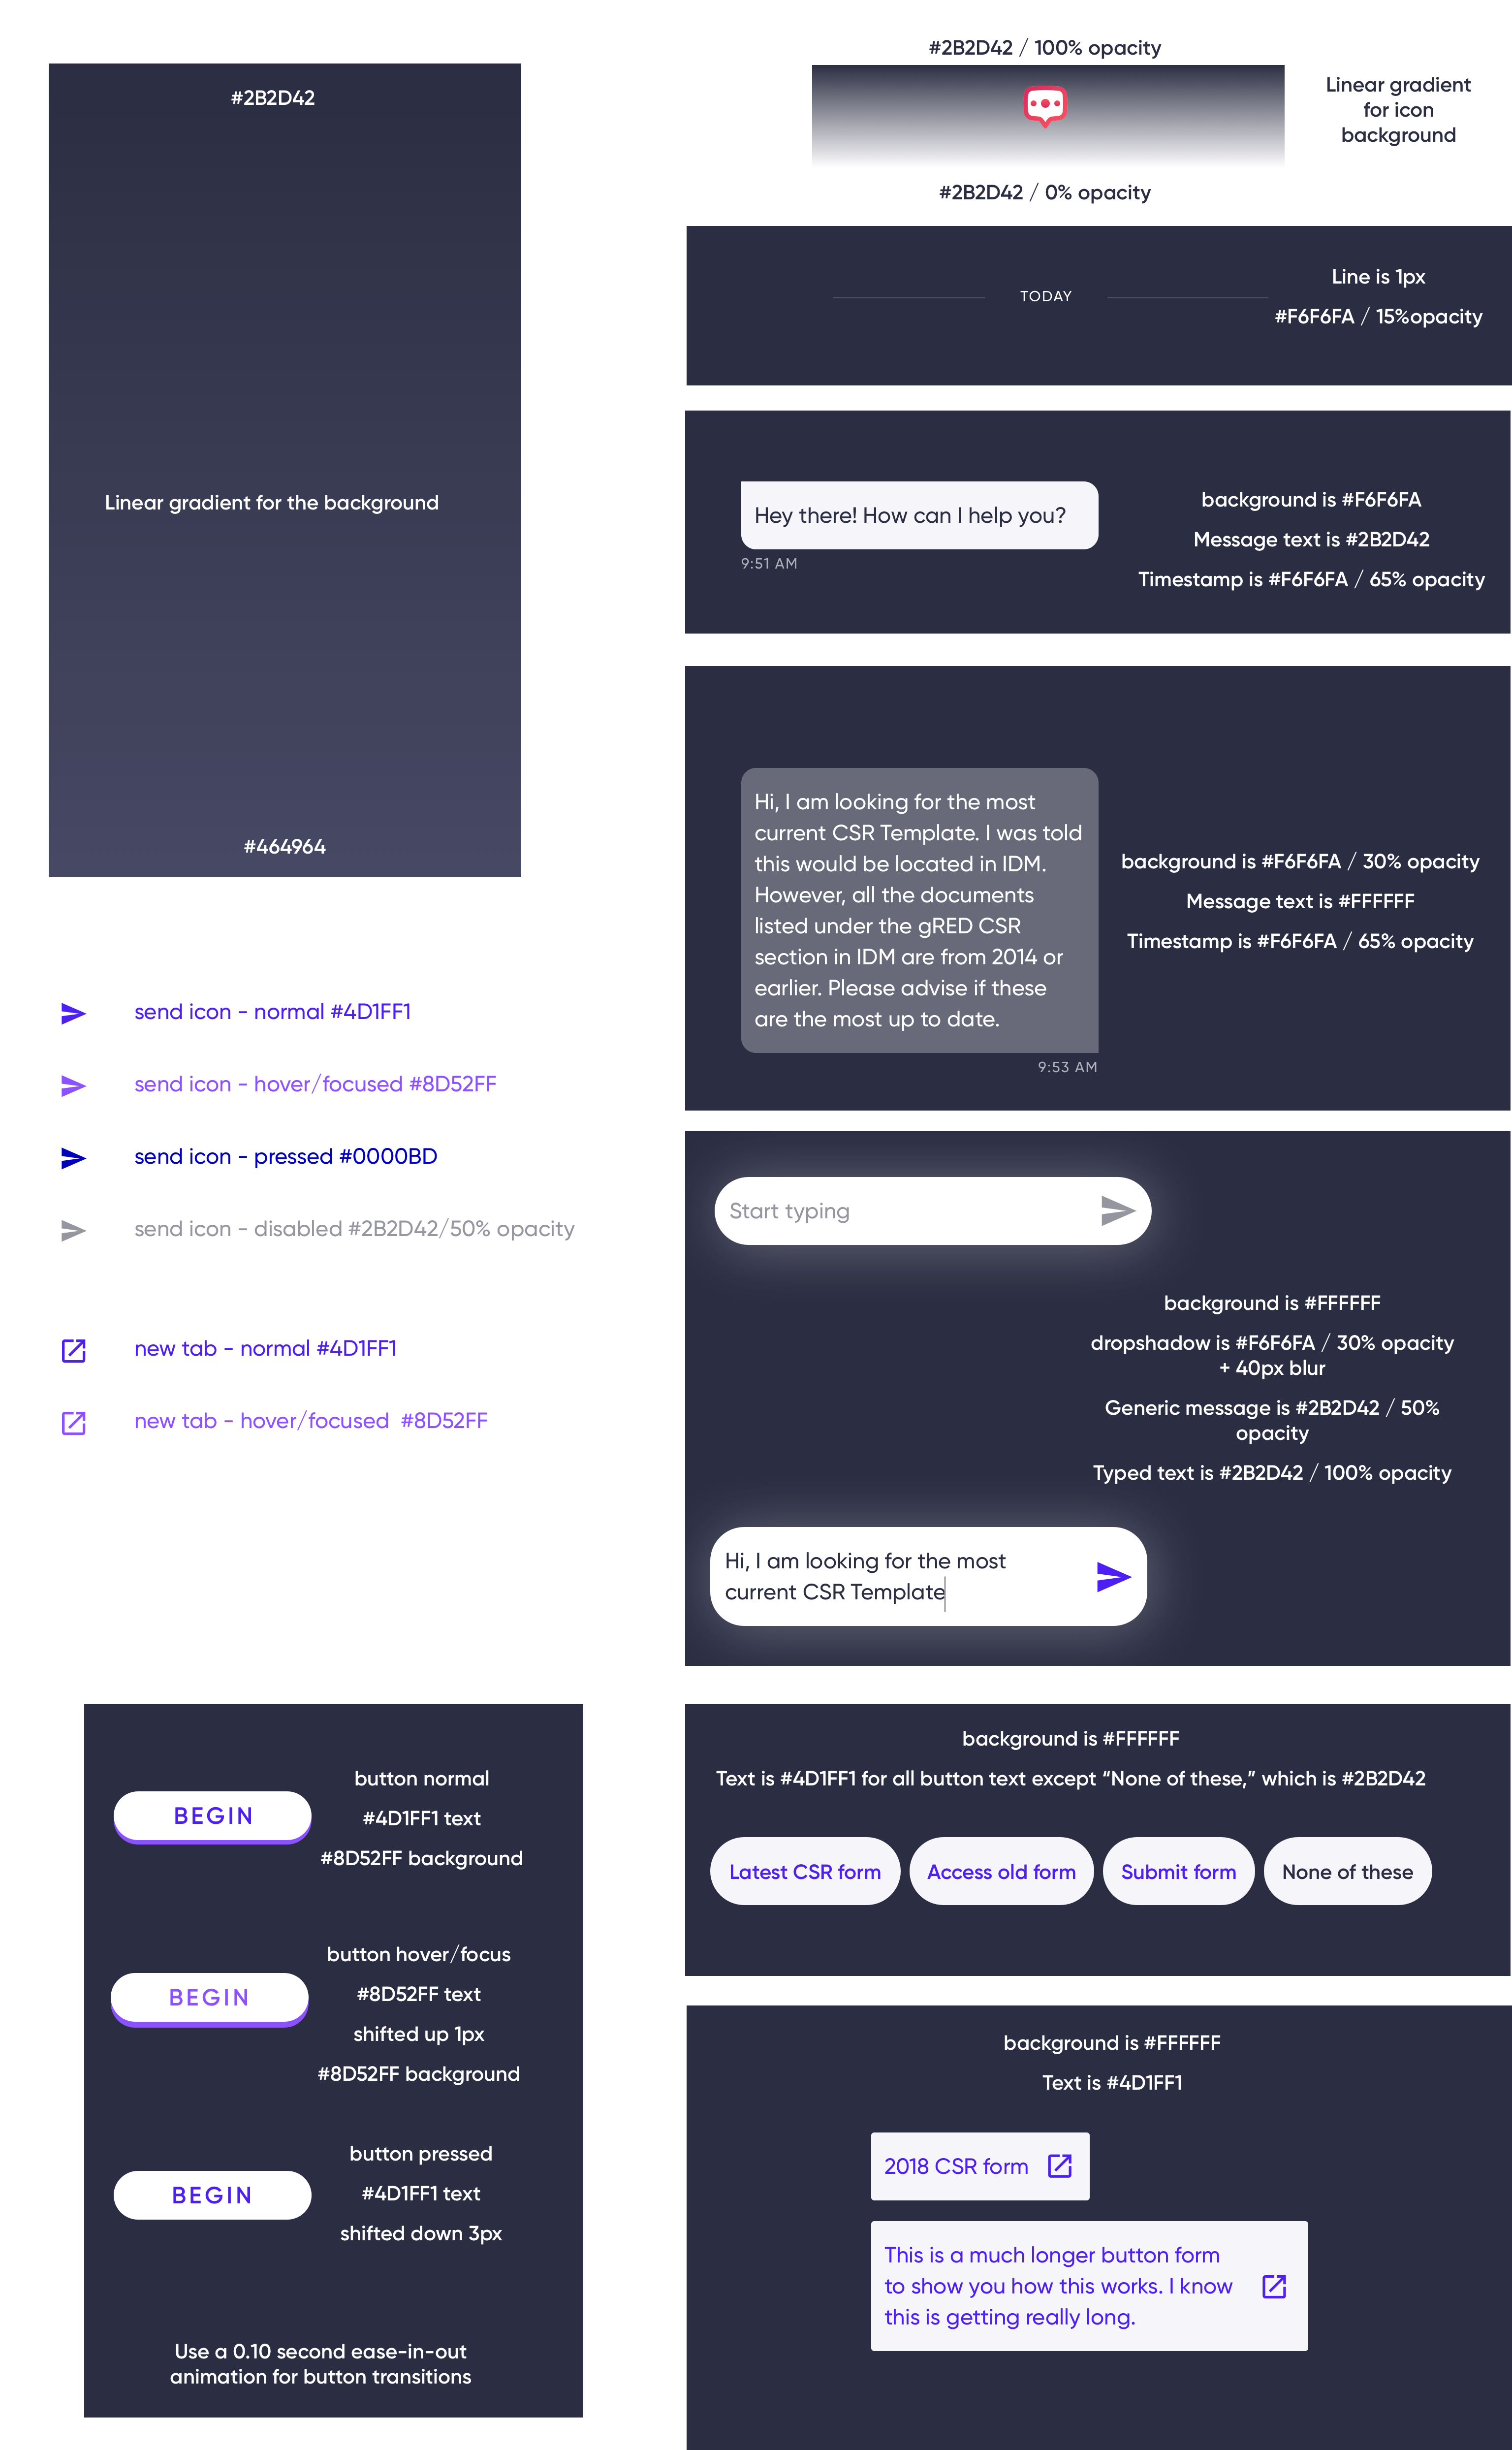 #2B2D42
Linear gradient for the background
#464964
send icon - normal #4D1FF1
send icon - hover/focused #8D52FF
send icon - pressed #0000BD
send icon - disabled #2B2D42/50% opacity
new tab - normal #4D1FF1
new tab - hover/focused #8D52FF
BEGIN
button normal
#4D1FF1 text
#8D52FF background
BEGIN
button hover/focus
#8D52FF text
shifted up 1px
#8D52FF background
BEGIN
button pressed
#4D1FF1 text
shifted down 3px
Use a 0.10 second ease-in-out
animation for button transitions
#2B2D42 / 100% opacity
Linear gradient
for icon
background
#2B2D42 / 0% opacity
TODAY
Line is 1px
#F6F6FA / 15%opacity
Hey there! How can I help you?
9:51 AM
background is #F6F6FA
Message text is #2B2D42
Timestamp is #F6F6FA / 65% opacity
Hi, I am looking for the most
current CSR Template. I was told
this would be located in IDM.
However, all the documents
listed under the gRED CSR
section in IDM are from 2014 or
earlier. Please advise if these
are the most up to date.
9:53 AM
background is #F6F6FA / 30% opacity
Message text is #FFFFFF
Timestamp is #F6F6FA / 65% opacity
Start typing
background is #FFFFFF
dropshadow is #F6F6FA / 30% opacity
+ 40px blur
Generic message is #2B2D42 / 50%
opacity
Typed text is #2B2D42 / 100% opacity
Hi, I am looking for the most
current CSR Template
background is #FFFFFF
Text is #4D1FF1 for all button text except “None of these,” which is #2B2D42
Latest CSR form
Access old form
Submit form
None of these
background is #FFFFFF
Text is #4D1FF1
2018 CSR form
This is a much longer button form
to show you how this works. I know
this is getting really long.